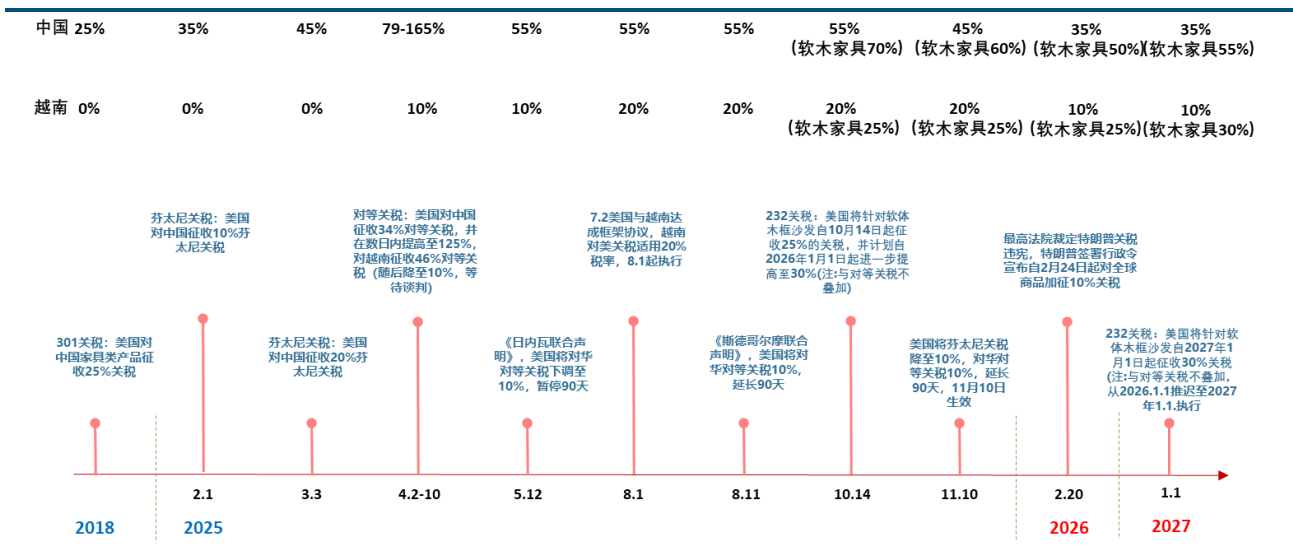 中国 25% 35% 45% 79-165% 55% 55% 55% 55% 45% 35% 35%
(软木家具70%) (软木家具60%) (软木家具50%) (软木家具55%)
越南 0% 0% 0% 10% 10% 20% 20% 20% 20% 10% 10%
(软木家具25%) (软木家具25%) (软木家具25%) (软木家具30%)
301关税：美国对
中国家具类产品征
收25%关税
芬太尼关税：美国
对中国征收10%芬
太尼关税
芬太尼关税：美国
对中国征收20%芬
太尼关税
对等关税：美国对中国
征收34%对等关税，并
在数日内提高至125%，
对越南征收46%对等关
税（随后降至10%，等
待谈判)
《日内瓦联合声
明》，美国将对华
对等关税下调至
10%，暂停90天
7.2美国与越南达
成框架协议，越南
对美关税适用20%
税率，8.1起执行
《斯德哥尔摩联合
声明》，美国将对
华对等关税10%，
延长90天
232关税：美国将针对软体
木框沙发自10月14日起征
收25%的关税，并计划自
2026年1月1日起进一步提
高至30%(注:与对等关税不
叠加)
美国将芬太尼关税
降至10%，对华对
等关税10%，延长
90天，11月10日
生效
最高法院裁定特朗普关税
违宪，特朗普签署行政令
宣布自2月24日起对全球
商品加征10%关税
232关税：美国将针对软
体木框沙发自2027年1
月1日起征收30%关税
(注:与对等关税不叠加，
从2026.1.1推迟至2027
年1.1.执行
2.1 3.3 4.2-10 5.12 8.1 8.11 10.14 11.10 2.20 1.1
2018 2025 2026 2027